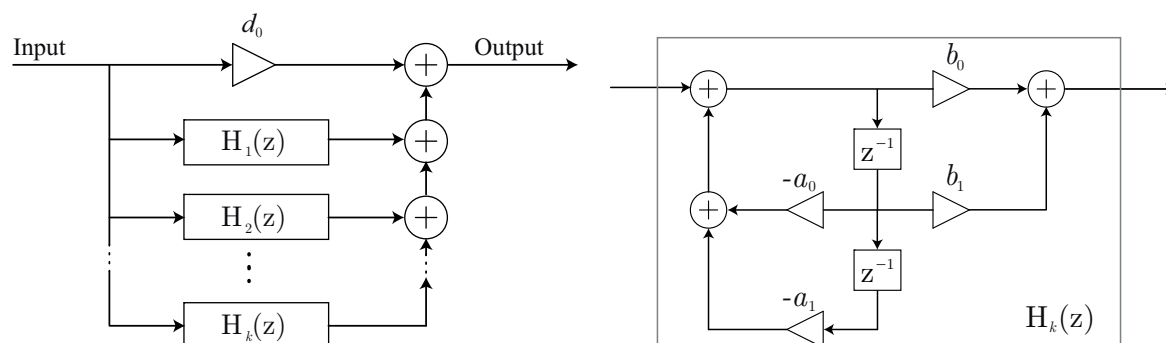 d₀
Input
Output
H₁(z)
H₂(z)
Hₖ(z)
b₀
z⁻¹
-a₀
b₁
z⁻¹
-a₁
Hₖ(z)